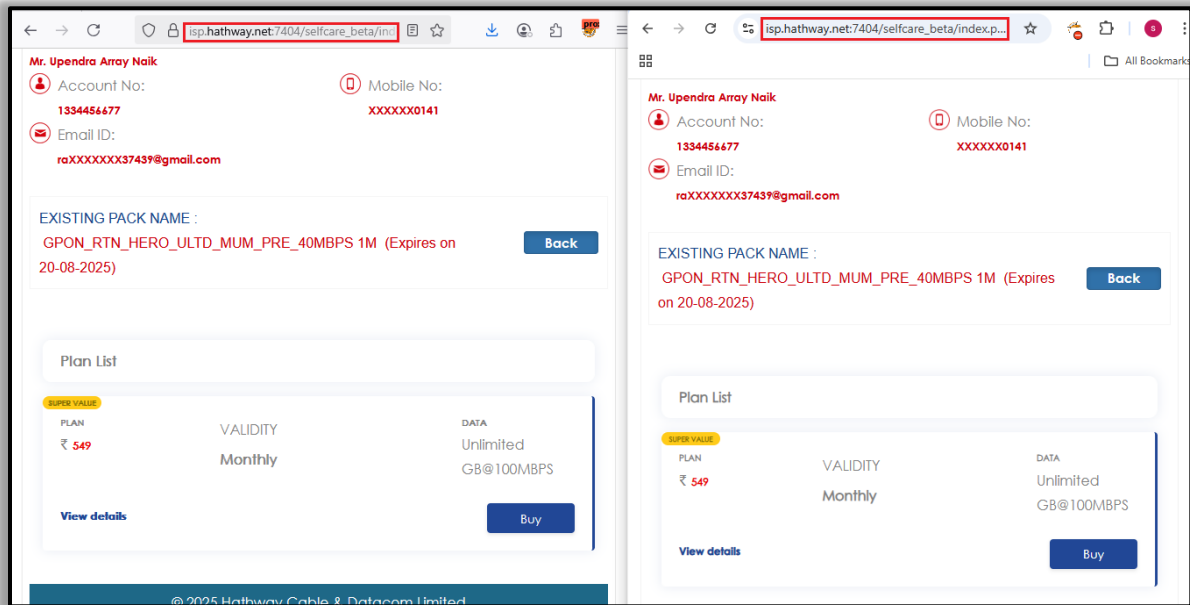 isp.hathway.net:7404/selfcare_beta/ind
pro
Mr. Upendra Array Naik
Account No:
1334456677
Mobile No:
XXXXXX0141
Email ID:
raXXXXXXX37439@gmail.com
EXISTING PACK NAME :
GPON_RTN_HERO_ULTD_MUM_PRE_40MBPS 1M (Expires on
20-08-2025)
Back
Plan List
SUPER VALUE
PLAN
₹ 549
VALIDITY
Monthly
DATA
Unlimited
GB@100MBPS
View details
Buy
© 2025 Hathway Cable & Datacom Limited
isp.hathway.net:7404/selfcare_beta/index.p...
S
All Bookmarks
Mr. Upendra Array Naik
Account No:
1334456677
Mobile No:
XXXXXX0141
Email ID:
raXXXXXXX37439@gmail.com
EXISTING PACK NAME :
GPON_RTN_HERO_ULTD_MUM_PRE_40MBPS 1M (Expires
on 20-08-2025)
Back
Plan List
SUPER VALUE
PLAN
₹ 549
VALIDITY
Monthly
DATA
Unlimited
GB@100MBPS
View details
Buy